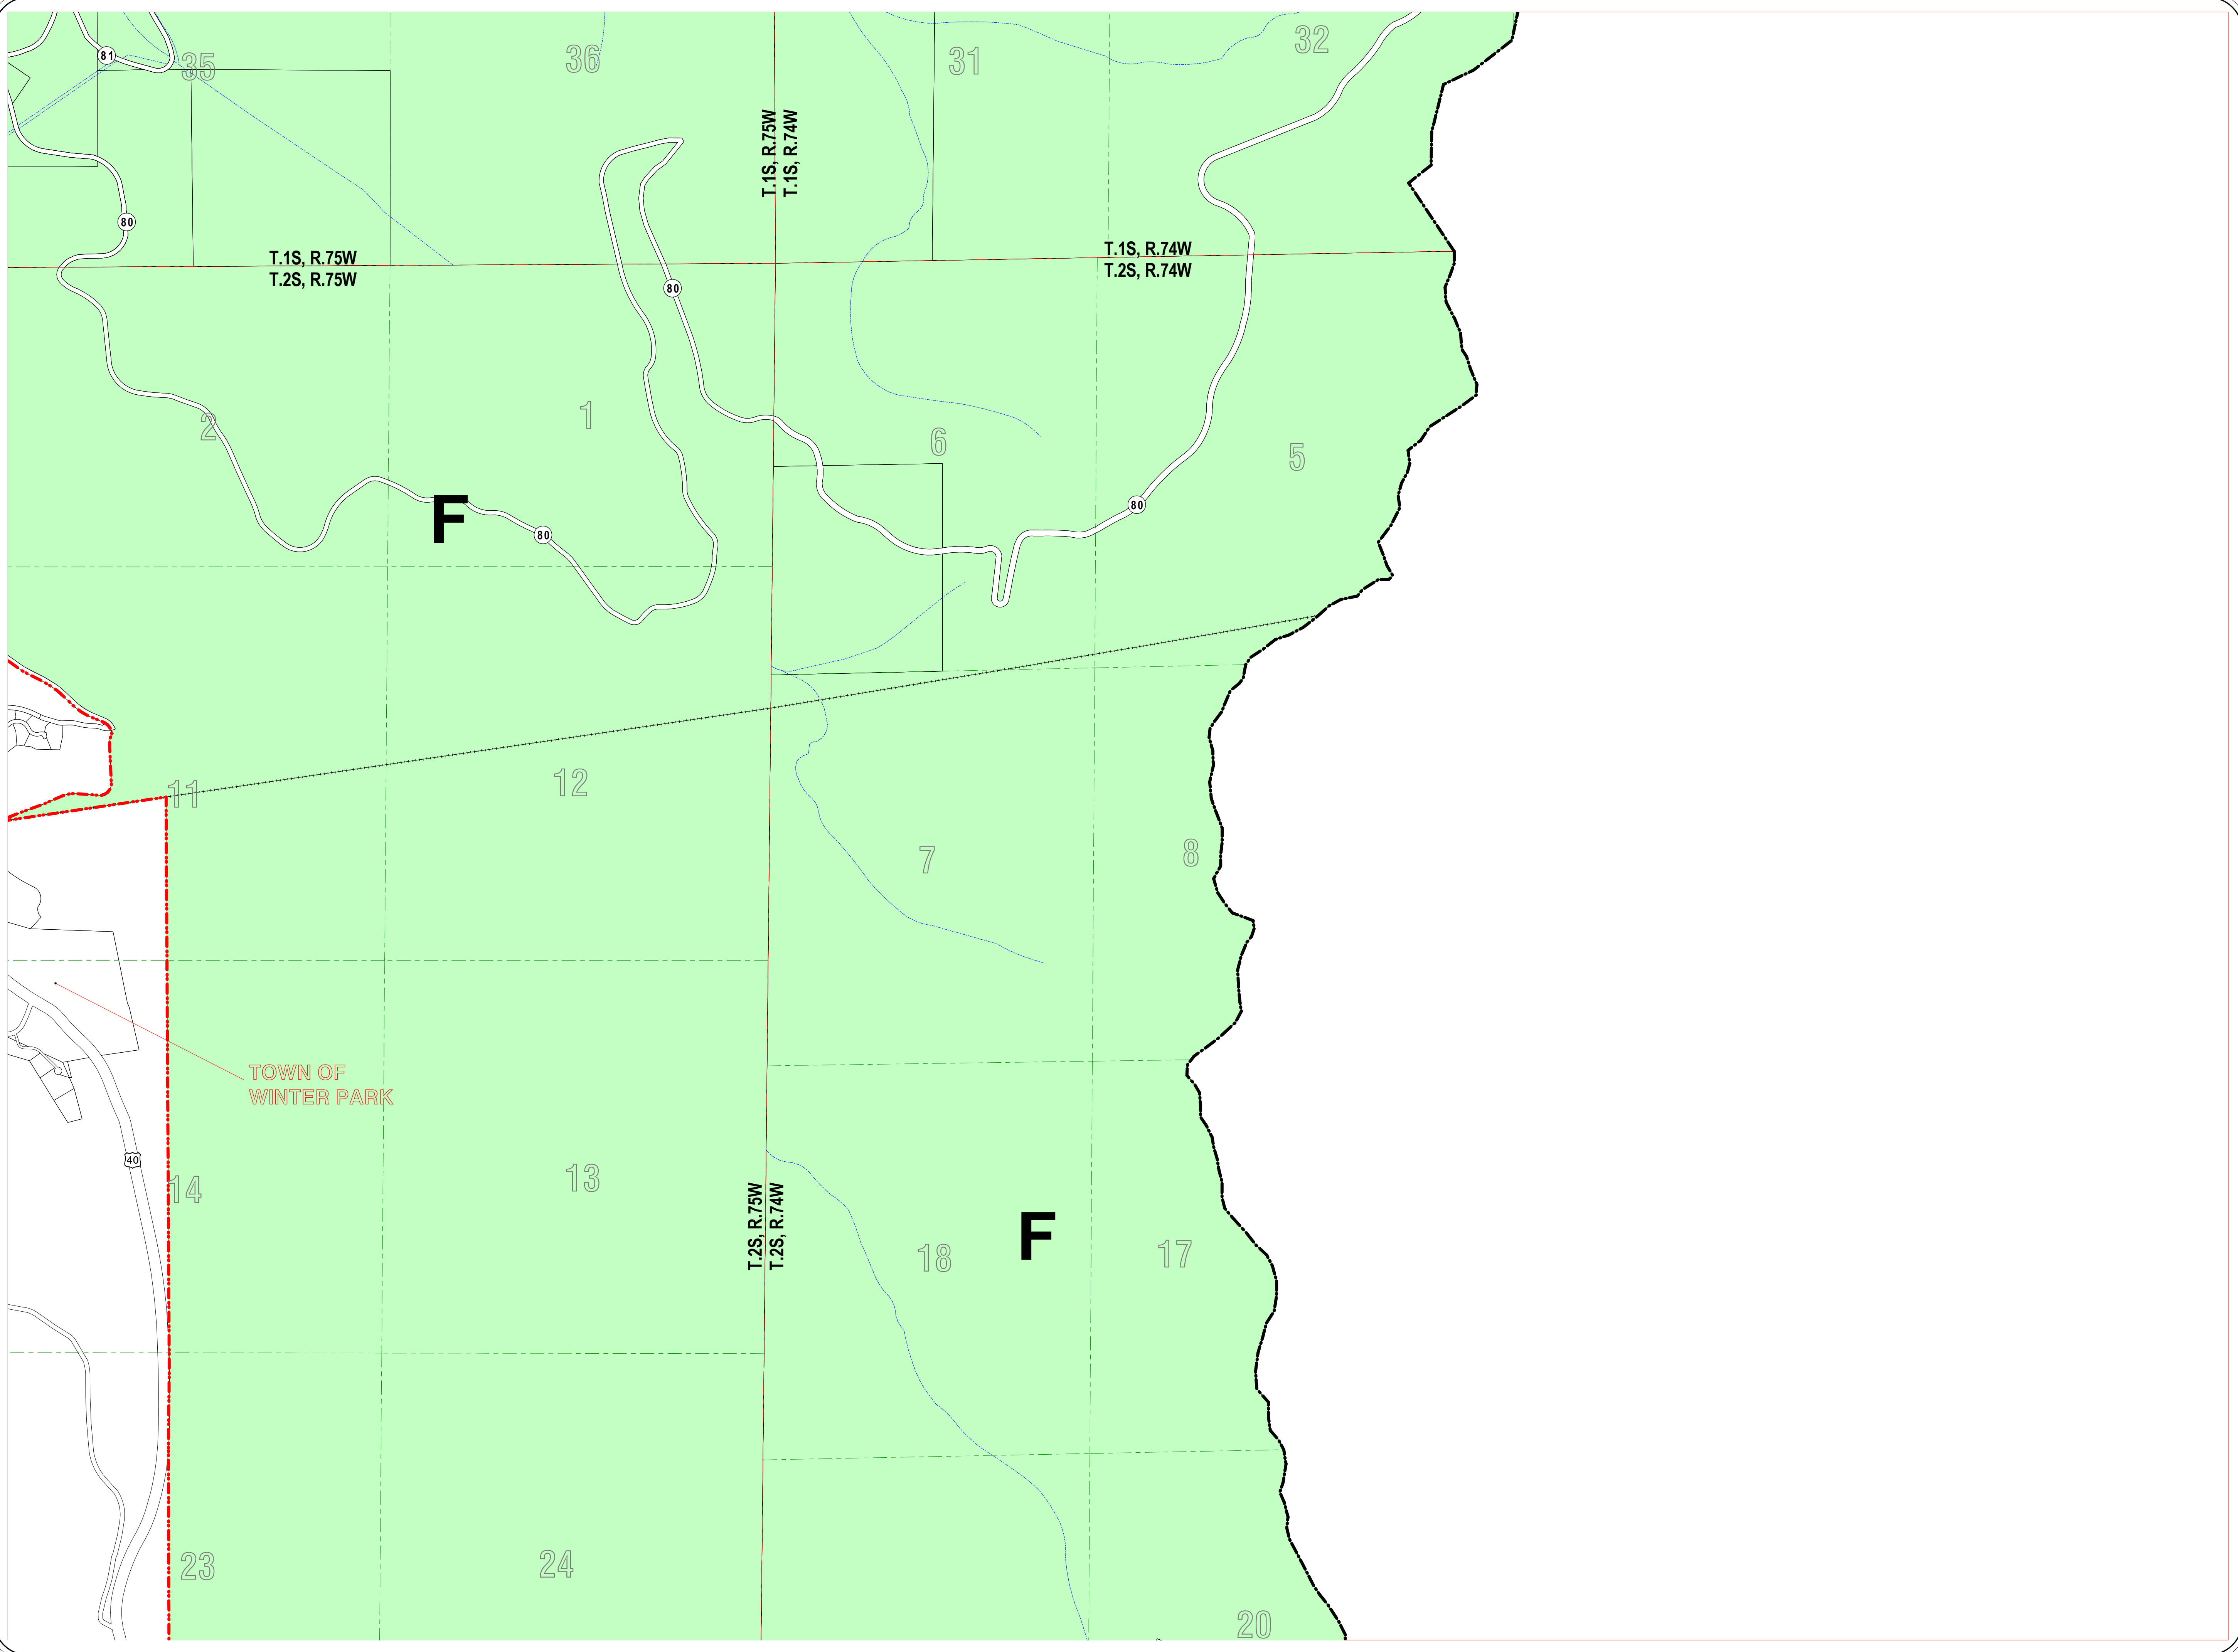 81
35
36
31
32
T.1S, R.75W
T.1S, R.74W
80
T.1S, R.75W
T.2S, R.75W
T.1S, R.74W
T.2S, R.74W
80
2
1
6
5
F
80
80
11
12
7
8
TOWN OF
WINTER PARK
40
14
13
T.2S, R.75W
T.2S, R.74W
18
F
17
23
24
20